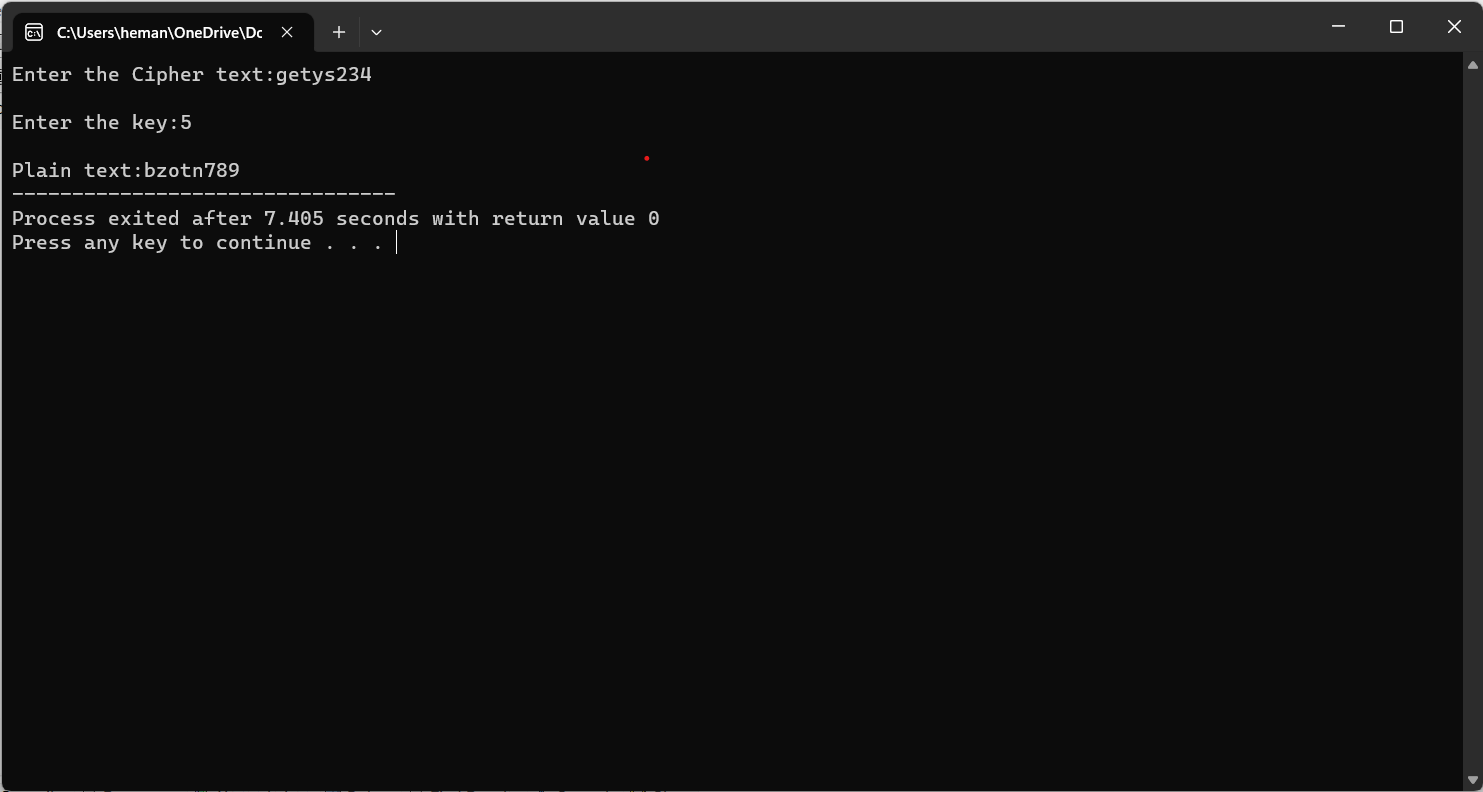 C:\Users\heman\OneDrive\Dc
Enter the Cipher text:getys234
Enter the key:5
Plain text:bzotn789
--------------------------------
Process exited after 7.405 seconds with return value 0
Press any key to continue . . .